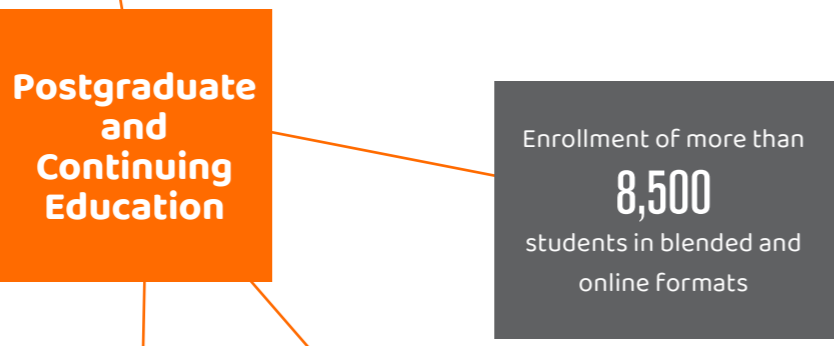 Postgraduate
and
Continuing
Education
Enrollment of more than
8,500
students in blended and
online formats